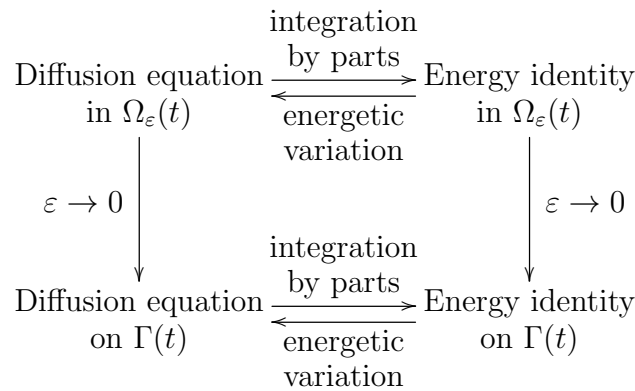 integration
by parts
Diffusion equation
in Ωε(t)
Energy identity
in Ωε(t)
energetic
variation
ε → 0
ε → 0
integration
by parts
Diffusion equation
on Γ(t)
Energy identity
on Γ(t)
energetic
variation